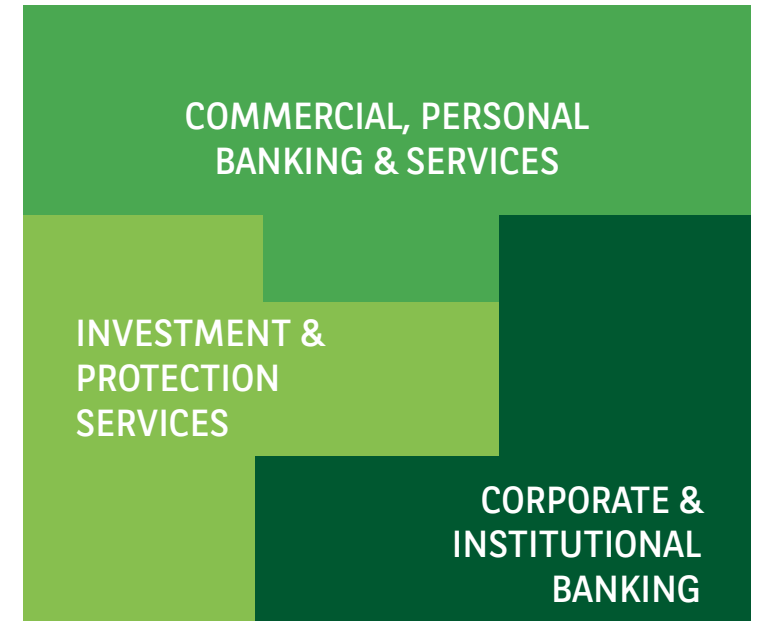 COMMERCIAL, PERSONAL
BANKING & SERVICES
INVESTMENT &
PROTECTION
SERVICES
CORPORATE &
INSTITUTIONAL
BANKING